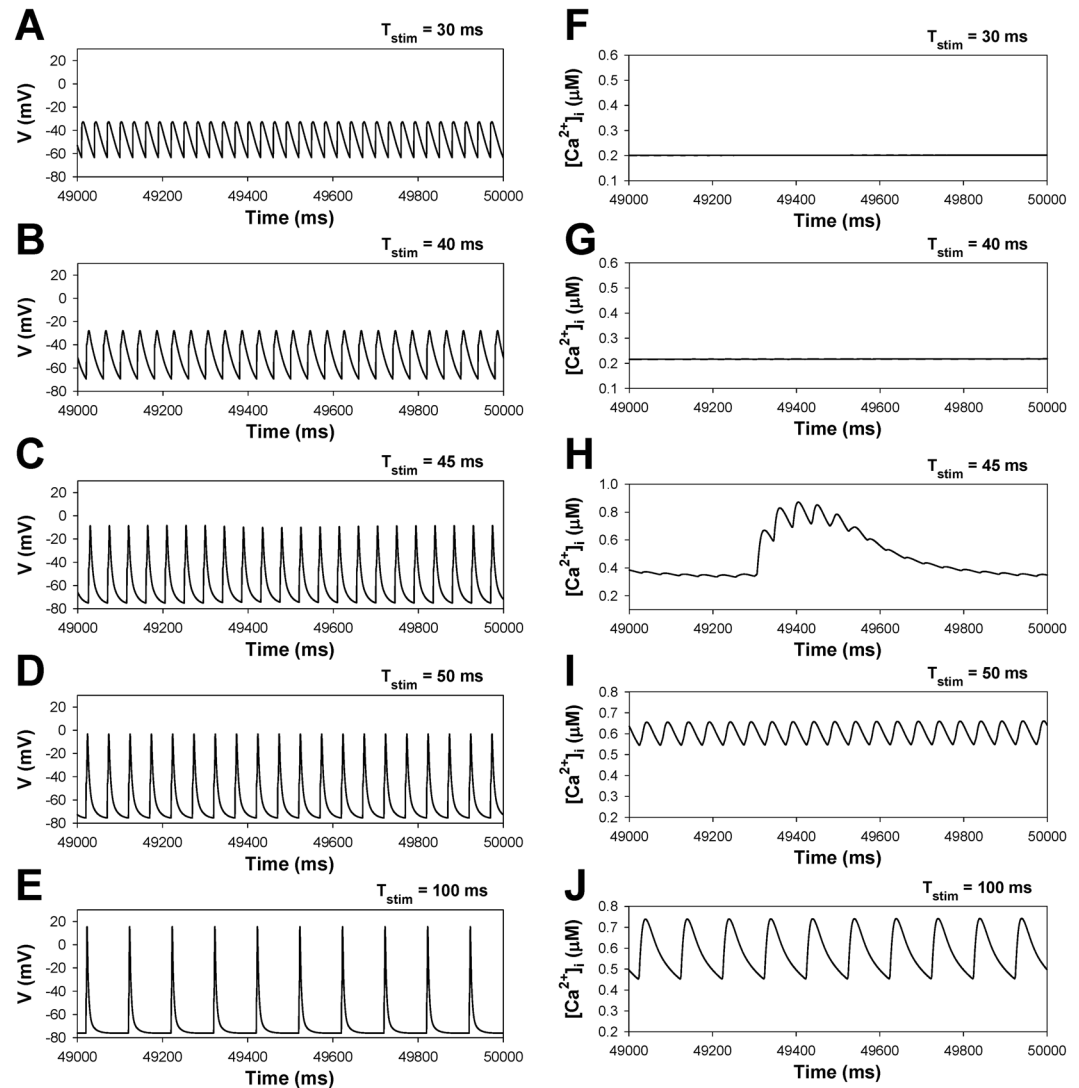 A
T_stim = 30 ms
V (mV)
20
0
-20
-40
-60
-80
49000 49200 49400 49600 49800 50000
Time (ms)
B
T_stim = 40 ms
V (mV)
20
0
-20
-40
-60
-80
49000 49200 49400 49600 49800 50000
Time (ms)
C
T_stim = 45 ms
V (mV)
20
0
-20
-40
-60
-80
49000 49200 49400 49600 49800 50000
Time (ms)
D
T_stim = 50 ms
V (mV)
20
0
-20
-40
-60
-80
49000 49200 49400 49600 49800 50000
Time (ms)
E
T_stim = 100 ms
V (mV)
20
0
-20
-40
-60
-80
49000 49200 49400 49600 49800 50000
Time (ms)
F
T_stim = 30 ms
[Ca²⁺]_i (μM)
0.6
0.5
0.4
0.3
0.2
0.1
49000 49200 49400 49600 49800 50000
Time (ms)
G
T_stim = 40 ms
[Ca²⁺]_i (μM)
0.6
0.5
0.4
0.3
0.2
0.1
49000 49200 49400 49600 49800 50000
Time (ms)
H
T_stim = 45 ms
[Ca²⁺]_i (μM)
1.0
0.8
0.6
0.4
0.2
49000 49200 49400 49600 49800 50000
Time (ms)
I
T_stim = 50 ms
[Ca²⁺]_i (μM)
0.8
0.7
0.6
0.5
0.4
0.3
0.2
49000 49200 49400 49600 49800 50000
Time (ms)
J
T_stim = 100 ms
[Ca²⁺]_i (μM)
0.8
0.7
0.6
0.5
0.4
0.3
0.2
49000 49200 49400 49600 49800 50000
Time (ms)